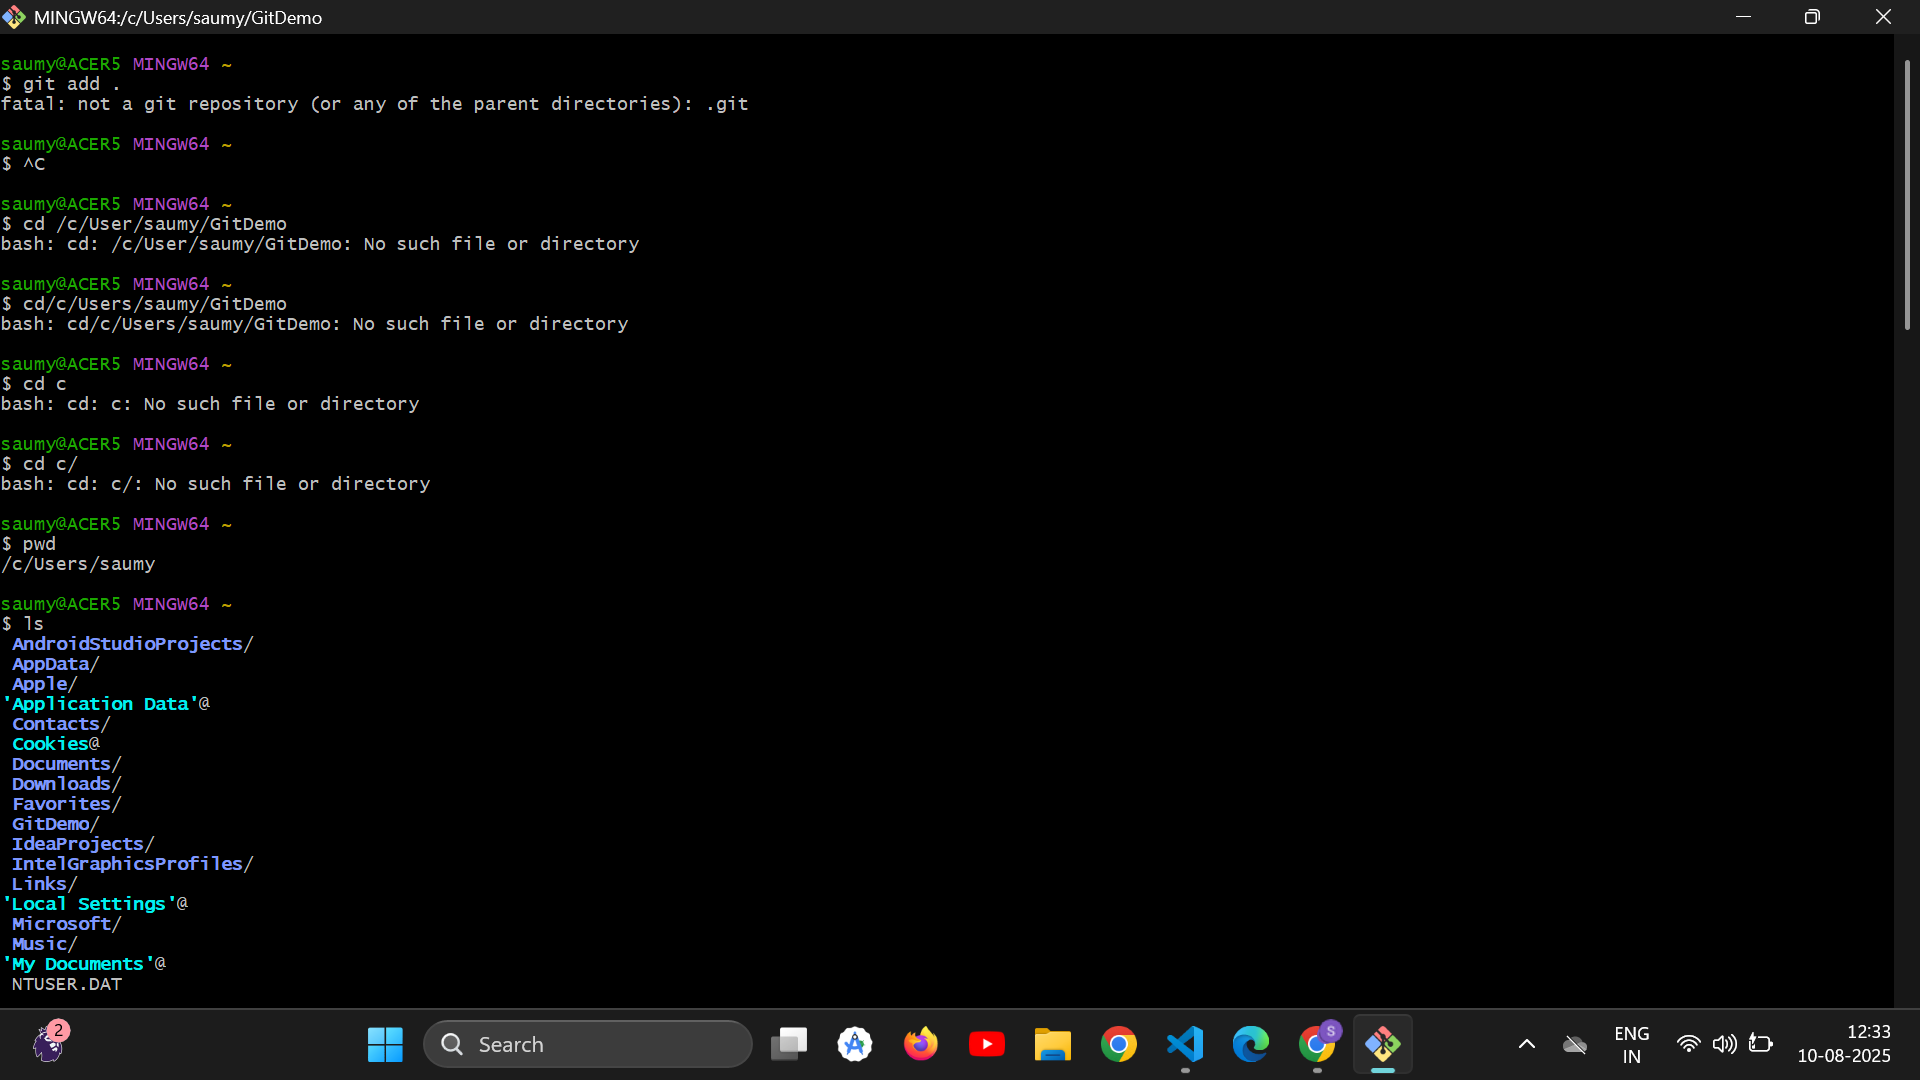 MINGW64:/c/Users/saumy/GitDemo
saumy@ACER5 MINGW64 ~
$ git add .
fatal: not a git repository (or any of the parent directories): .git
saumy@ACER5 MINGW64 ~
$ ^C
saumy@ACER5 MINGW64 ~
$ cd /c/User/saumy/GitDemo
bash: cd: /c/User/saumy/GitDemo: No such file or directory
saumy@ACER5 MINGW64 ~
$ cd/c/Users/saumy/GitDemo
bash: cd/c/Users/saumy/GitDemo: No such file or directory
saumy@ACER5 MINGW64 ~
$ cd c
bash: cd: c: No such file or directory
saumy@ACER5 MINGW64 ~
$ cd c/
bash: cd: c/: No such file or directory
saumy@ACER5 MINGW64 ~
$ pwd
/c/Users/saumy
saumy@ACER5 MINGW64 ~
$ ls
AndroidStudioProjects/
AppData/
Apple/
'Application Data'@
Contacts/
Cookies@
Documents/
Downloads/
Favorites/
GitDemo/
IdeaProjects/
IntelGraphicsProfiles/
Links/
'Local Settings'@
Microsoft/
Music/
'My Documents'@
NTUSER.DAT
2
Search
S
ENG
IN
12:33
10-08-2025